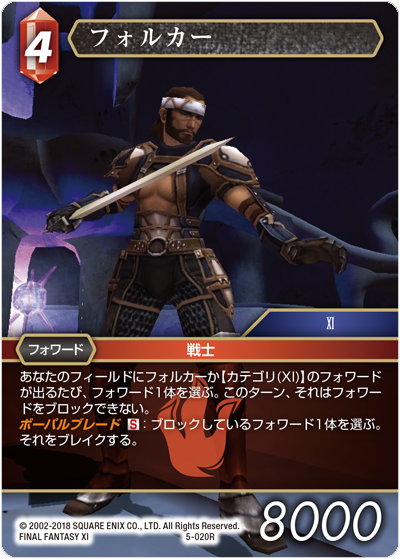 4
フォルカー
XI
フォワード
戦士
あなたのフィールドにフォルカーか【カテゴリ(XI)】のフォワード
が出るたび、フォワード1体を選ぶ。このターン、それはフォワー
ドをブロックできない。
ボーパルブレード S：ブロックしているフォワード1体を選ぶ。
それをブレイクする。
© 2002-2018 SQUARE ENIX CO., LTD. All Rights Reserved.
FINAL FANTASY XI 5-020R
8000